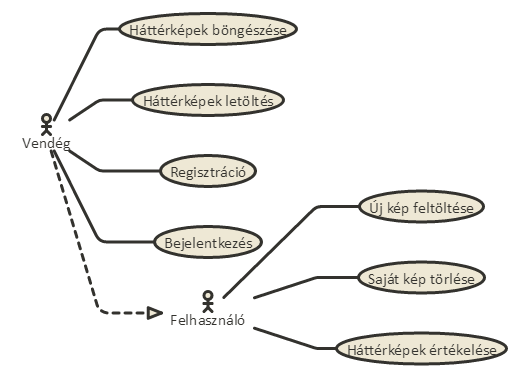 Háttérképek böngészése
Háttérképek letöltés
Vendég
Regisztráció
Új kép feltöltése
Bejelentkezés
Saját kép törlése
Felhasználó
Háttérképek értékelése